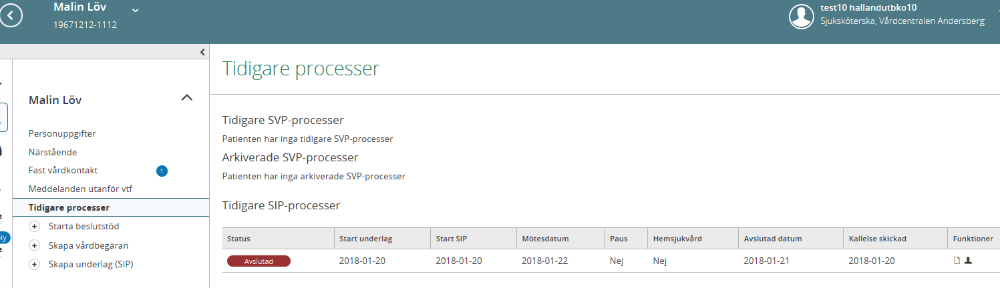 Malin Löv
19671212-1112
test10 hallandutbko10
Sjuksköterska, Vårdcentralen Andersberg
Malin Löv
Personuppgifter
Närstående
Fast vårdkontakt 1
Meddelanden utanför vtf
Tidigare processer
Starta beslutstöd
Skapa vårdbegäran
Skapa underlag (SIP)
Ny
Tidigare processer
Tidigare SVP-processer
Patienten har inga tidigare SVP-processer
Arkiverade SVP-processer
Patienten har inga arkiverade SVP-processer
Tidigare SIP-processer
Status Start underlag Start SIP Mötesdatum Paus Hemsjukvård Avslutad datum Kallelse skickad Funktioner
Avslutad 2018-01-20 2018-01-20 2018-01-22 Nej Nej 2018-01-21 2018-01-20